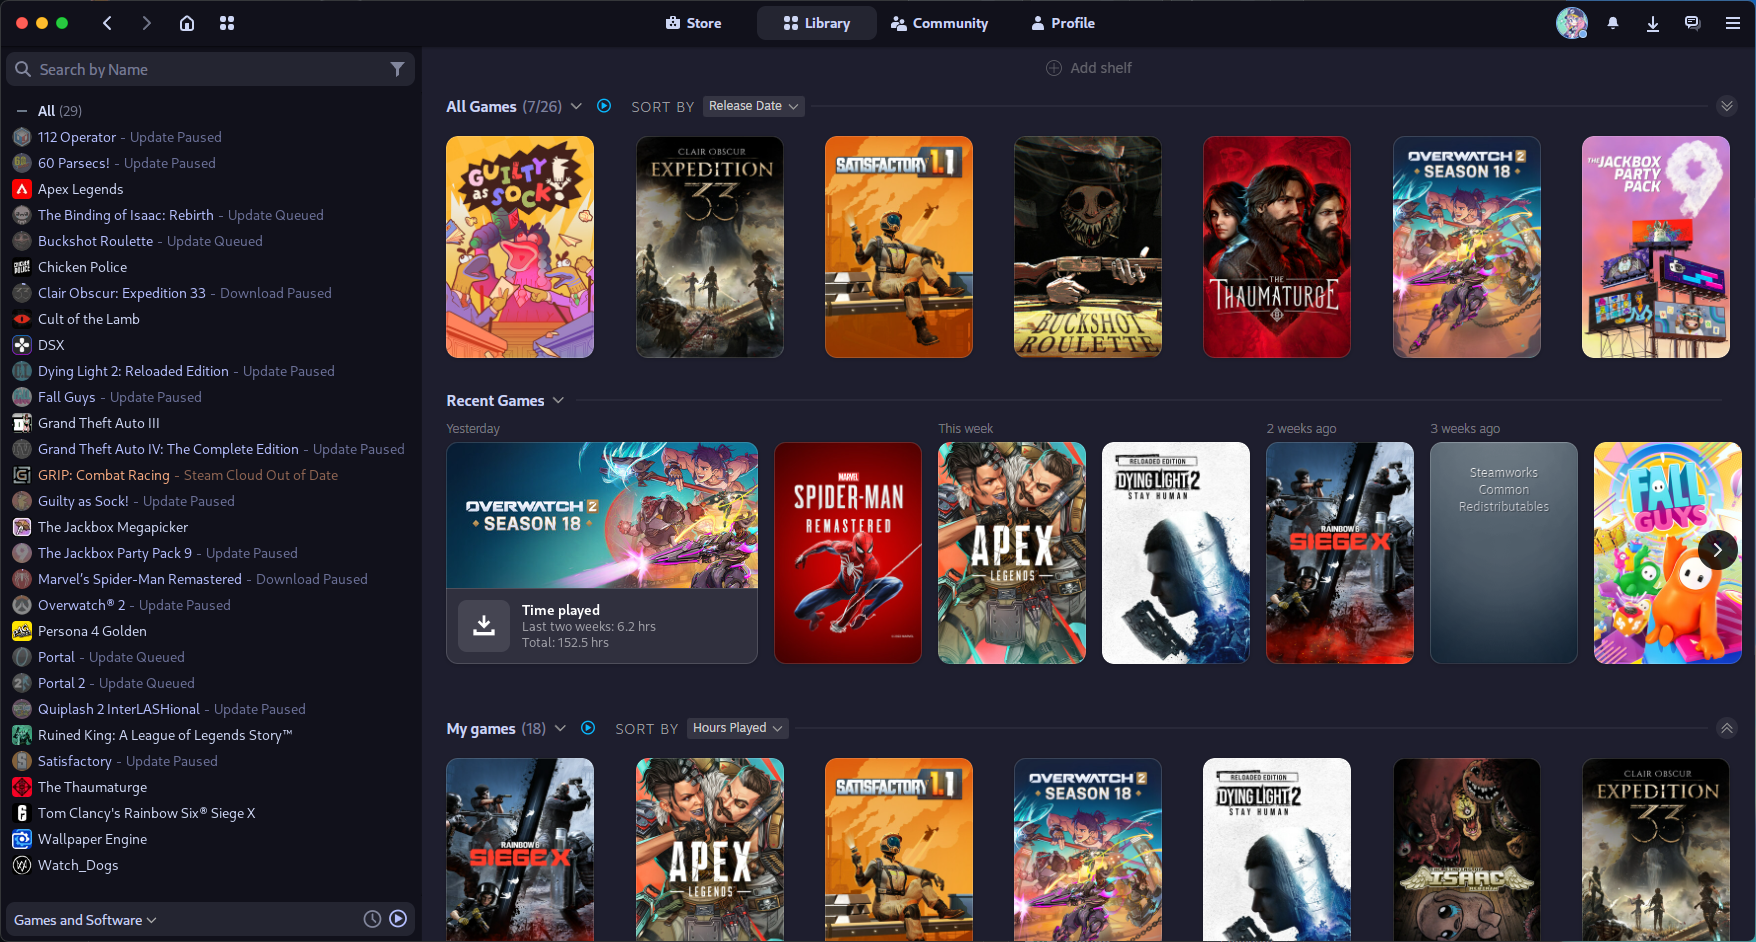 Store
Library
Community
Profile
Search by Name
All (29)
112 Operator - Update Paused
60 Parsecs! - Update Paused
Apex Legends
The Binding of Isaac: Rebirth - Update Queued
Buckshot Roulette - Update Queued
Chicken Police
Clair Obscur: Expedition 33 - Download Paused
Cult of the Lamb
DSX
Dying Light 2: Reloaded Edition - Update Paused
Fall Guys - Update Paused
Grand Theft Auto III
Grand Theft Auto IV: The Complete Edition - Update Paused
GRIP: Combat Racing - Steam Cloud Out of Date
Guilty as Sock! - Update Paused
The Jackbox Megapicker
The Jackbox Party Pack 9 - Update Paused
Marvel's Spider-Man Remastered - Download Paused
Overwatch® 2 - Update Paused
Persona 4 Golden
Portal - Update Queued
Portal 2 - Update Queued
Quiplash 2 InterLASHional - Update Paused
Ruined King: A League of Legends Story™
Satisfactory - Update Paused
The Thaumaturge
Tom Clancy's Rainbow Six® Siege X
Wallpaper Engine
Watch_Dogs
Games and Software
Add shelf
All Games (7/26)
SORT BY Release Date
GUILTY
as SOCK!
CLAIR OBSCUR
EXPEDITION
33
SATISFACTORY 1.1
BUCKSHOT
ROULETTE
THE
THAUMATURGE
OVERWATCH 2
SEASON 18
THE JACKBOX
PARTY
PACK 9
Recent Games
Yesterday
OVERWATCH 2
SEASON 18
Time played
Last two weeks: 6.2 hrs
Total: 152.5 hrs
MARVEL
SPIDER-MAN
REMASTERED
This week
APEX
LEGENDS
RELOADED EDITION
DYING LIGHT 2
STAY HUMAN
2 weeks ago
RAINBOW6
SIEGE X
3 weeks ago
Steamworks
Common
Redistributables
FALL
GUYS
My games (18)
SORT BY Hours Played
RAINBOW6
SIEGE X
APEX
LEGENDS
SATISFACTORY 1.1
OVERWATCH 2
SEASON 18
RELOADED EDITION
DYING LIGHT 2
STAY HUMAN
ISAAC
CLAIR OBSCUR
EXPEDITION
33